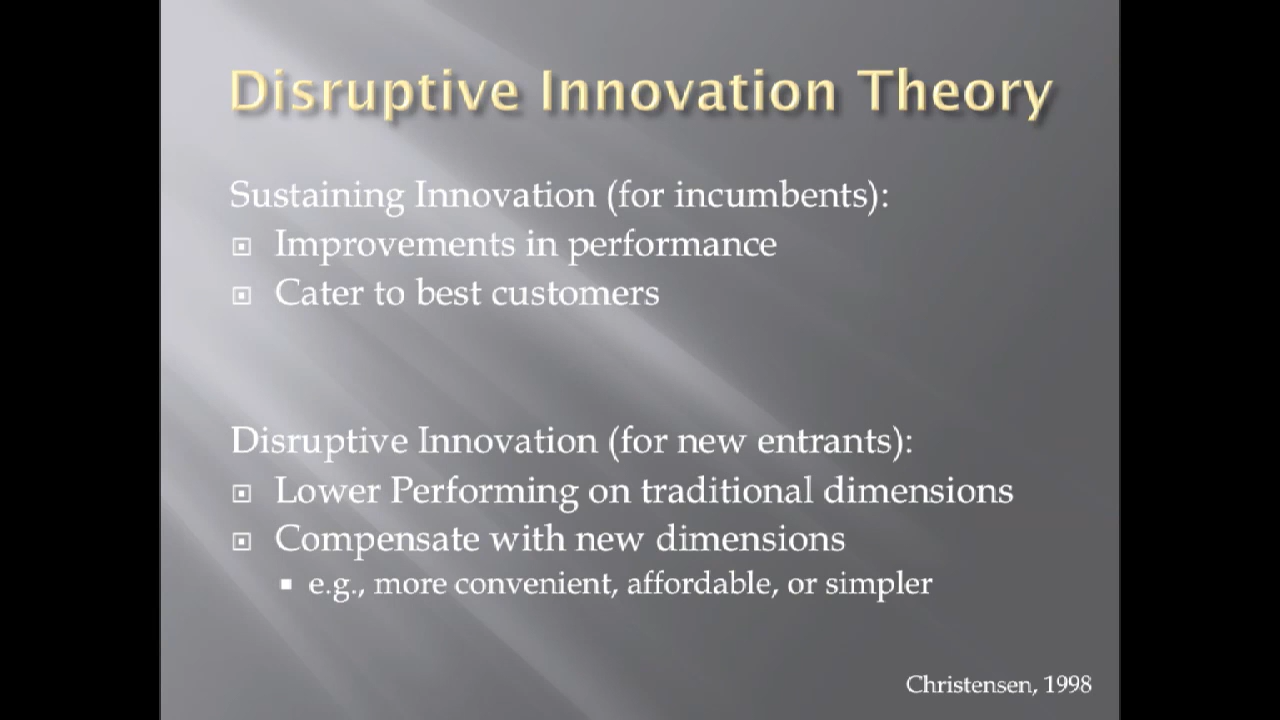 Disruptive Innovation Theory
Sustaining Innovation (for incumbents):
Improvements in performance
Cater to best customers
Disruptive Innovation (for new entrants):
Lower Performing on traditional dimensions
Compensate with new dimensions
e.g., more convenient, affordable, or simpler
Christensen, 1998